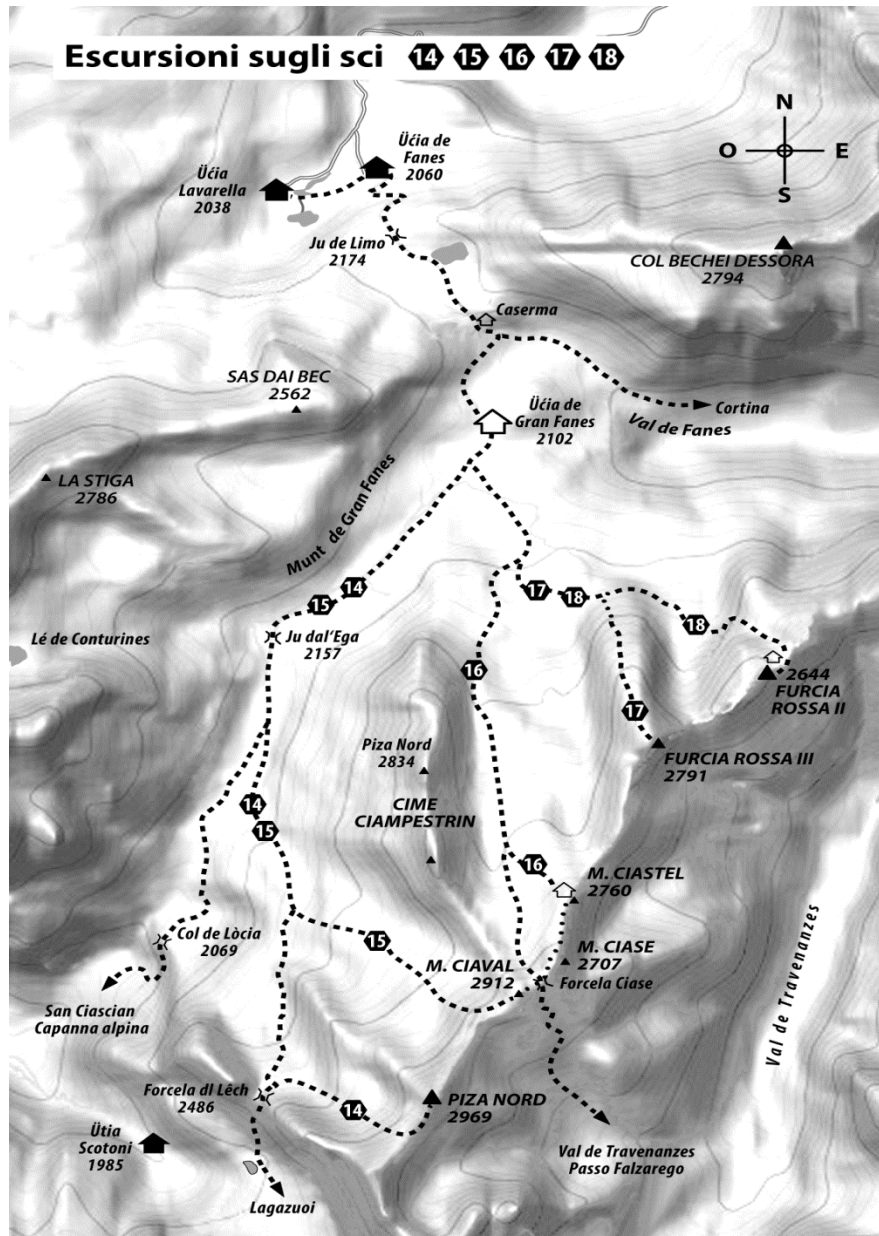 Escursioni sugli sci 14 15 16 17 18
N
O E
S
Üćia de
Fanes
2060
Üćia
Lavarella
2038
Ju de Limo
2174
COL BECHEI DESSORA
2794
Caserma
SAS DAI BEC
2562
Cortina
Val de Fanes
Üćia de
Gran Fanes
2102
LA STIGA
2786
Munt de Gran Fanes
14
15
17
18
18
Lé de Conturines
Ju dal'Ega
2157
16
2644
FURCIA
ROSSA II
17
FURCIA ROSSA III
2791
Piza Nord
2834
CIME
CIAMPESTRIN
14
15
16
M. CIASTEL
2760
Col de Lòcia
2069
15
M. CIASE
2707
M. CIAVAL
2912
Forcela Ciase
San Ciascian
Capanna alpina
Val de Travenanzes
Forcela dl Lêch
2486
14
PIZA NORD
2969
Ütia
Scotoni
1985
Val de Travenanzes
Passo Falzarego
Lagazuoi